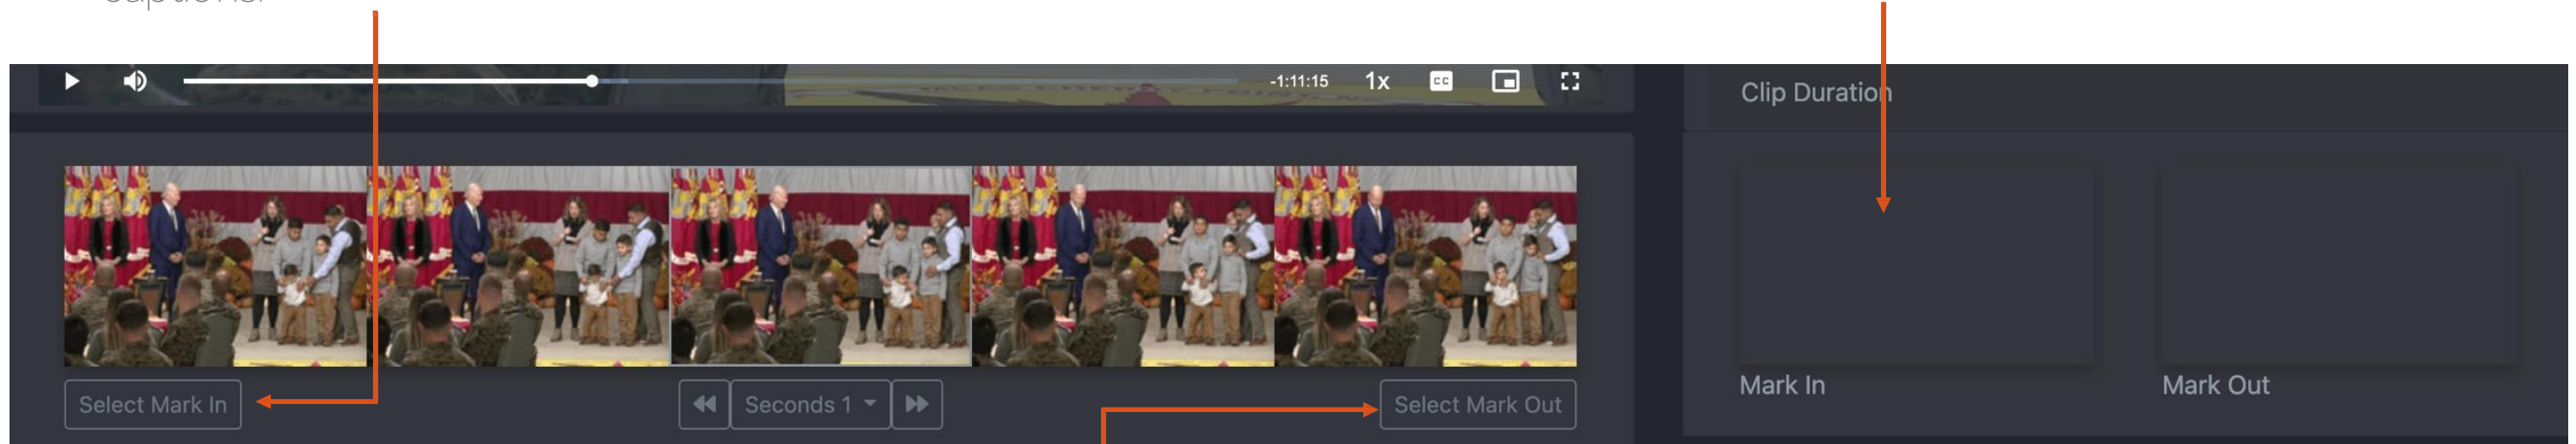 captions.
-1:11:15 1x CC
Clip Duration
Select Mark In
Seconds 1
Select Mark Out
Mark In
Mark Out